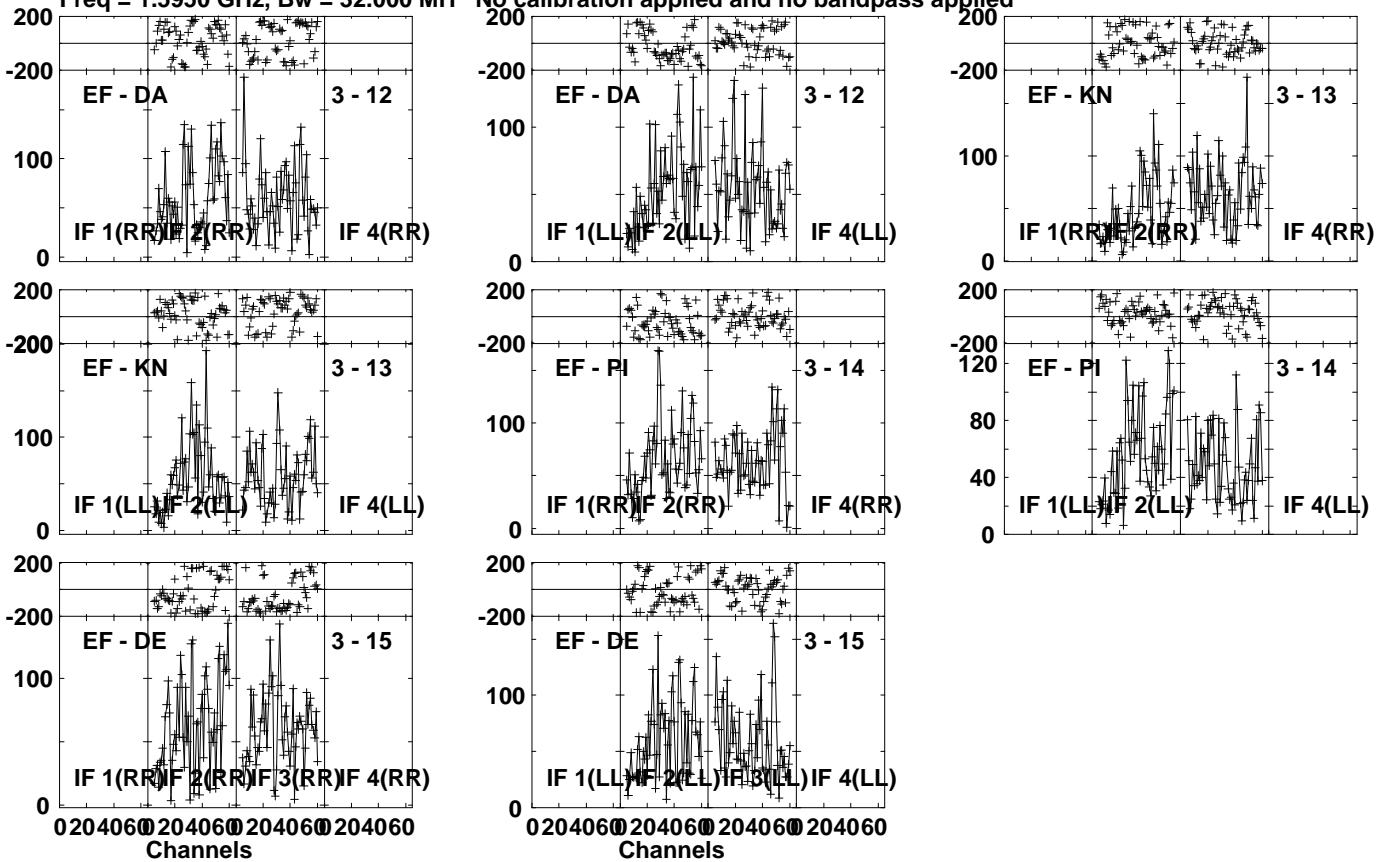 Freq = 1.5950 GHz, Bw = 32.000 MH No calibration applied and no bandpass applied
200 200 200
-200 -200 -200
EF - DA 3 - 12 EF - DA 3 - 12 EF - KN 3 - 13
100 100 100
IF 1(RR) IF 2(RR) IF 4(RR) IF 1(LL) IF 2(LL) IF 4(LL) IF 1(RR) IF 2(RR) IF 4(RR)
0 0 0
200 200 200
-200 -200 -200
200 120
EF - KN 3 - 13 EF - PI 3 - 14 EF - PI 3 - 14
100 100 80
40
IF 1(LL) IF 2(LL) IF 4(LL) IF 1(RR) IF 2(RR) IF 4(RR) IF 1(LL) IF 2(LL) IF 4(LL)
0 0 0
200 200
-200 -200
EF - DE 3 - 15 EF - DE 3 - 15
100 100
IF 1(RR) IF 2(RR) IF 3(RR) IF 4(RR) IF 1(LL) IF 2(LL) IF 3(LL) IF 4(LL)
0 0
0 20 40 60 0 20 40 60 0 20 40 60 0 20 40 60 0 20 40 60 0 20 40 60 0 20 40 60 0 20 40 60
Channels Channels